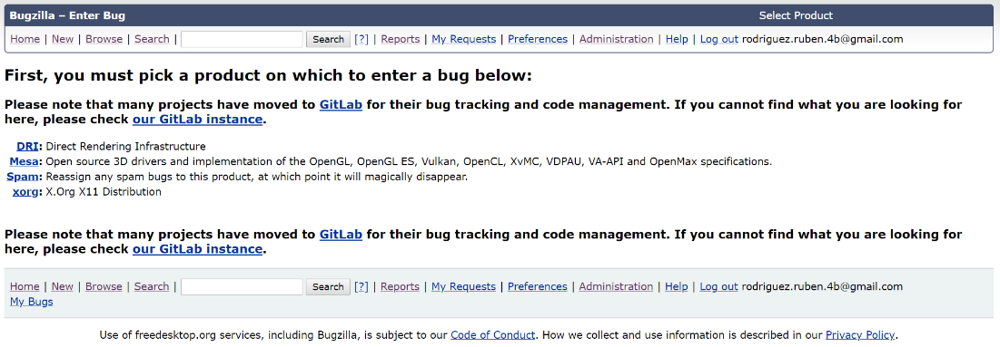 Bugzilla – Enter Bug Select Product
Home | New | Browse | Search | Search [?] | Reports | My Requests | Preferences | Administration | Help | Log out rodriguez.ruben.4b@gmail.com
First, you must pick a product on which to enter a bug below:
Please note that many projects have moved to GitLab for their bug tracking and code management. If you cannot find what you are looking for
here, please check our GitLab instance.
DRI: Direct Rendering Infrastructure
Mesa: Open source 3D drivers and implementation of the OpenGL, OpenGL ES, Vulkan, OpenCL, XvMC, VDPAU, VA-API and OpenMax specifications.
Spam: Reassign any spam bugs to this product, at which point it will magically disappear.
xorg: X.Org X11 Distribution
Please note that many projects have moved to GitLab for their bug tracking and code management. If you cannot find what you are looking for
here, please check our GitLab instance.
Home | New | Browse | Search | Search [?] | Reports | My Requests | Preferences | Administration | Help | Log out rodriguez.ruben.4b@gmail.com
My Bugs
Use of freedesktop.org services, including Bugzilla, is subject to our Code of Conduct. How we collect and use information is described in our Privacy Policy.